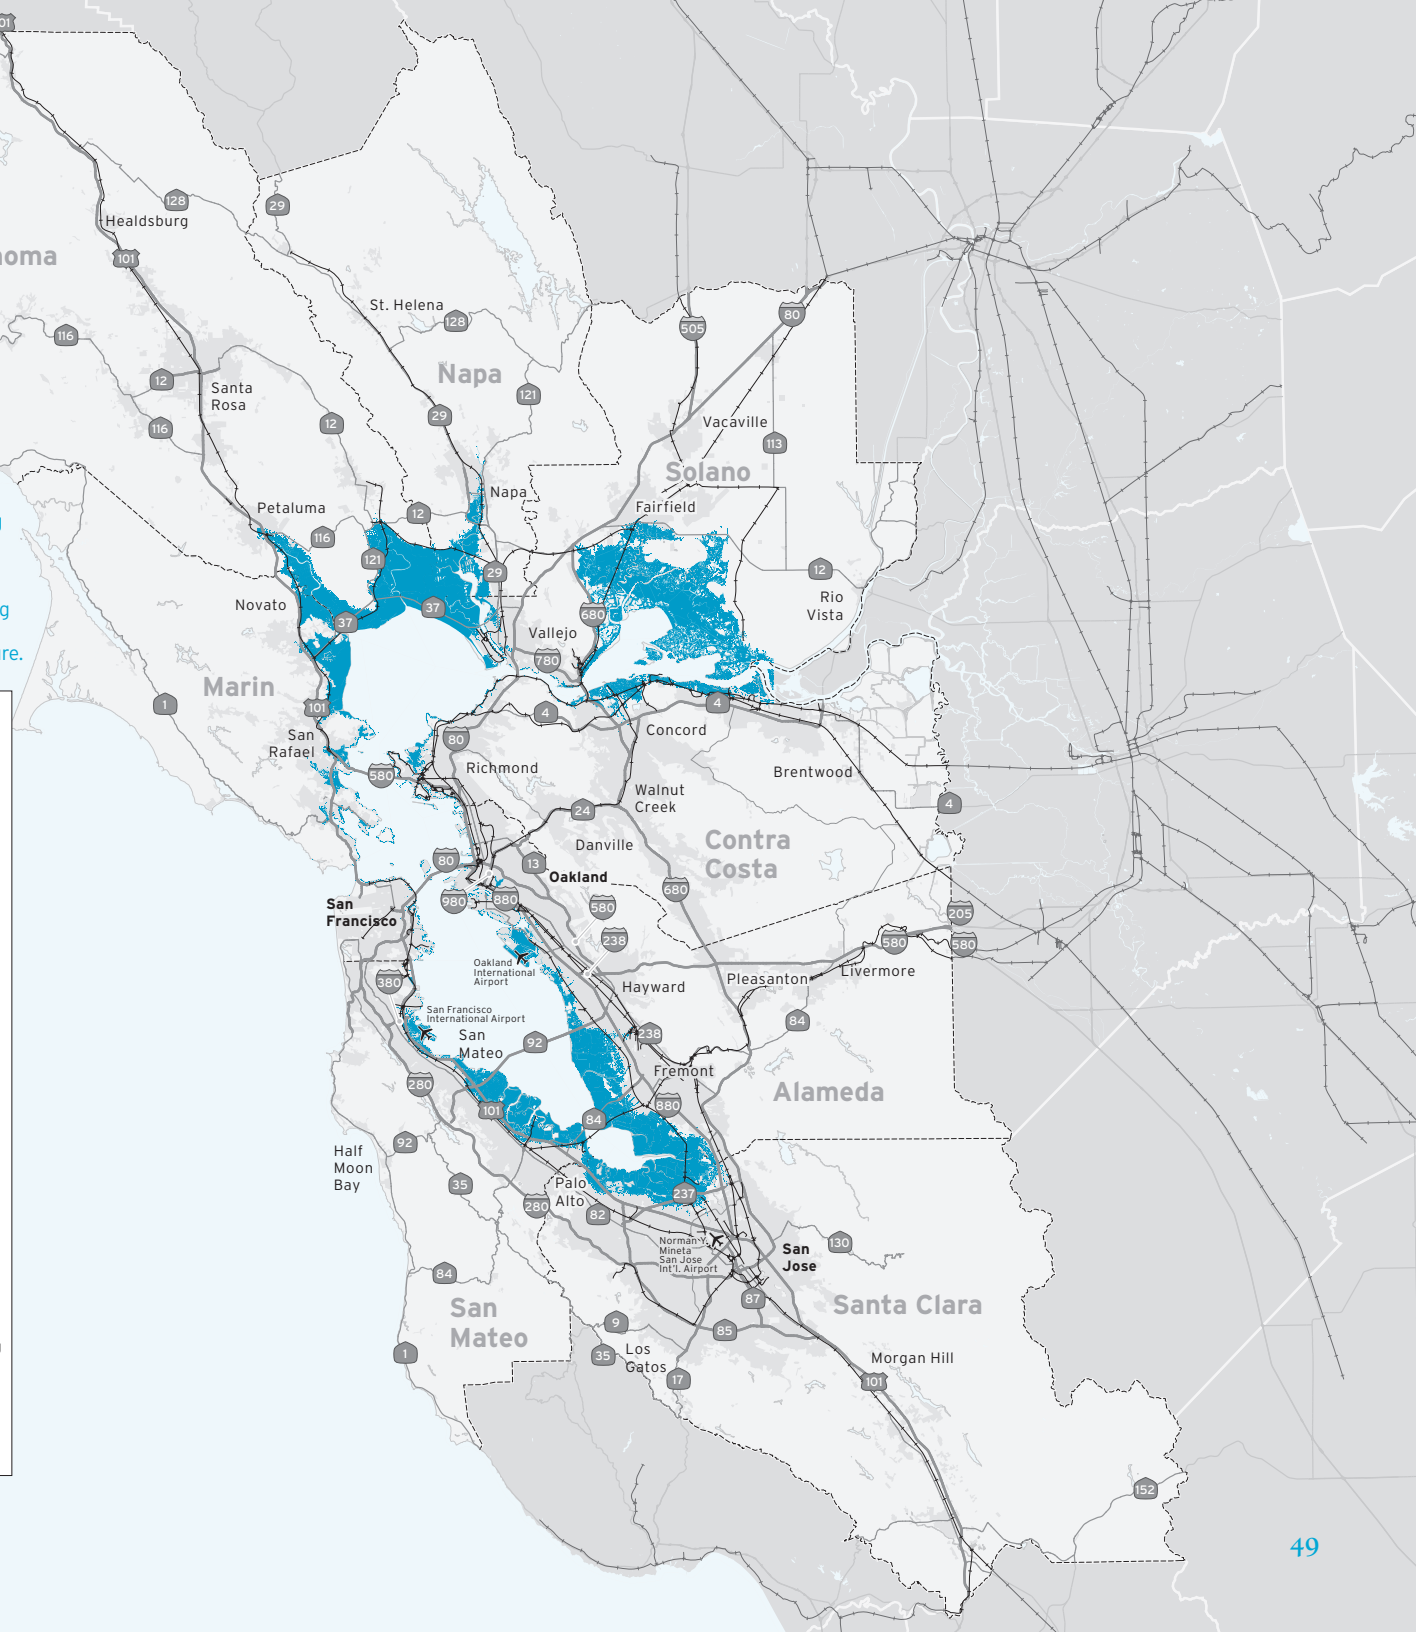 101
128
29
Healdsburg
101
St. Helena
128
505
80
116
Napa
12
Santa
Rosa
121
29
12
Vacaville
116
113
Solano
Napa
Petaluma
12
Fairfield
116
121
29
12
Novato
37
37
680
Rio
Vista
Vallejo
780
Marin
1
101
4
4
San
Rafael
80
Concord
580
Richmond
Brentwood
Walnut
Creek
4
24
Contra
Costa
Danville
80
13
Oakland
680
980
880
580
San
Francisco
205
238
580
580
Oakland
International
Airport
380
Hayward
Pleasanton
Livermore
San Francisco
International Airport
84
San
Mateo
92
238
Fremont
280
Alameda
101
880
84
92
Half
Moon
Bay
35
Palo
Alto
237
280
82
Norman Y.
Mineta
San Jose
Int'l. Airport
San
Jose
130
84
87
Santa Clara
San
Mateo
9
85
1
35
Los
Gatos
Morgan Hill
17
101
152
49